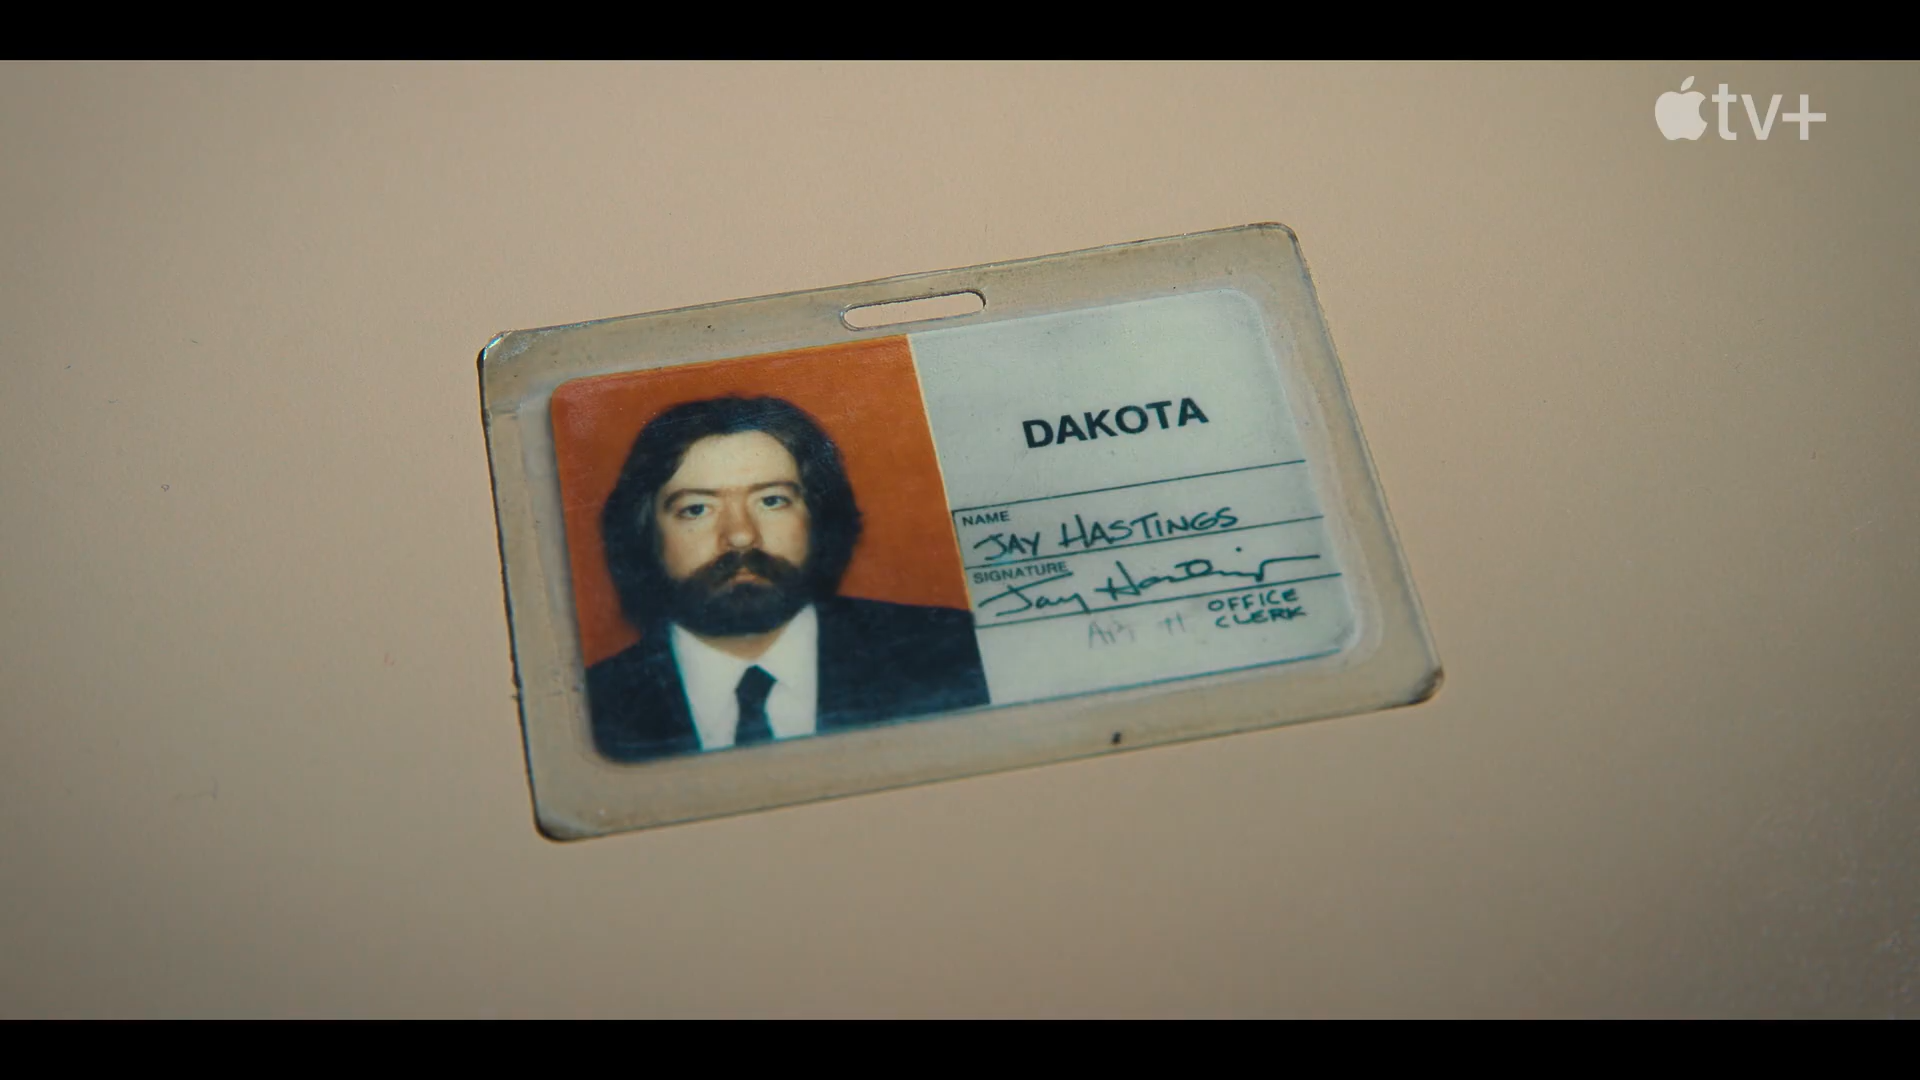 tv+
DAKOTA
NAME
JAY HASTINGS
SIGNATURE
Jay Hastings
OFFICE
CLERK